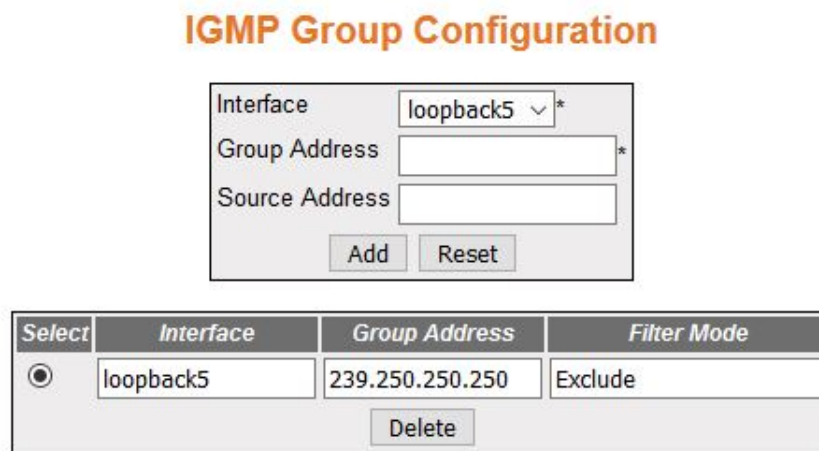 IGMP Group Configuration
Interface loopback5 *
Group Address *
Source Address
Add Reset
Select Interface Group Address Filter Mode
loopback5 239.250.250.250 Exclude
Delete